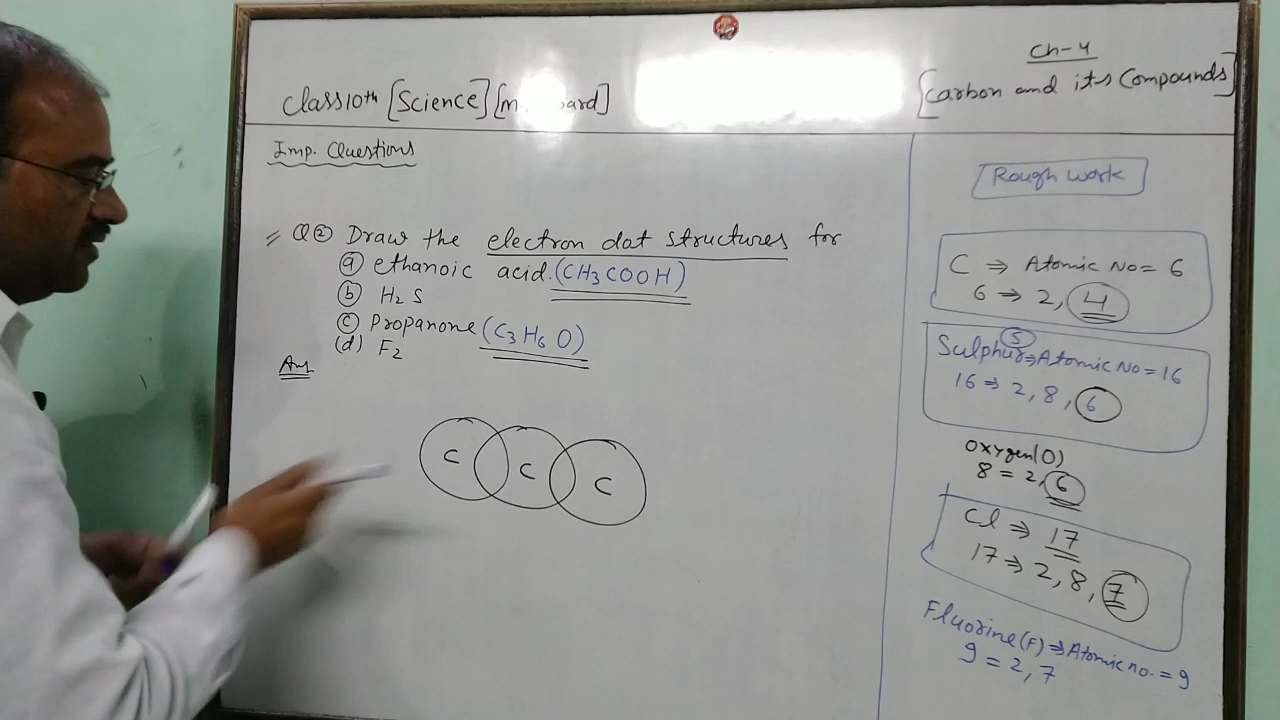 Ch-4
Class10th [Science]
[Carbon and its Compounds]
Imp. Questions
Q② Draw the electron dot structures for
ⓐ ethanoic acid. (CH3COOH)
ⓑ H2S
ⓒ Propanone (C3H6O)
(d) F2
Ans
C C C
Rough Work
C ⇒ Atomic No = 6
6 ⇒ 2, 4
S
Sulphur ⇒ Atomic No = 16
16 ⇒ 2, 8, 6
Oxygen(O)
8 = 2, 6
Cl ⇒ 17
17 ⇒ 2, 8, 7
Fluorine (F) ⇒ Atomic no. = 9
9 = 2, 7